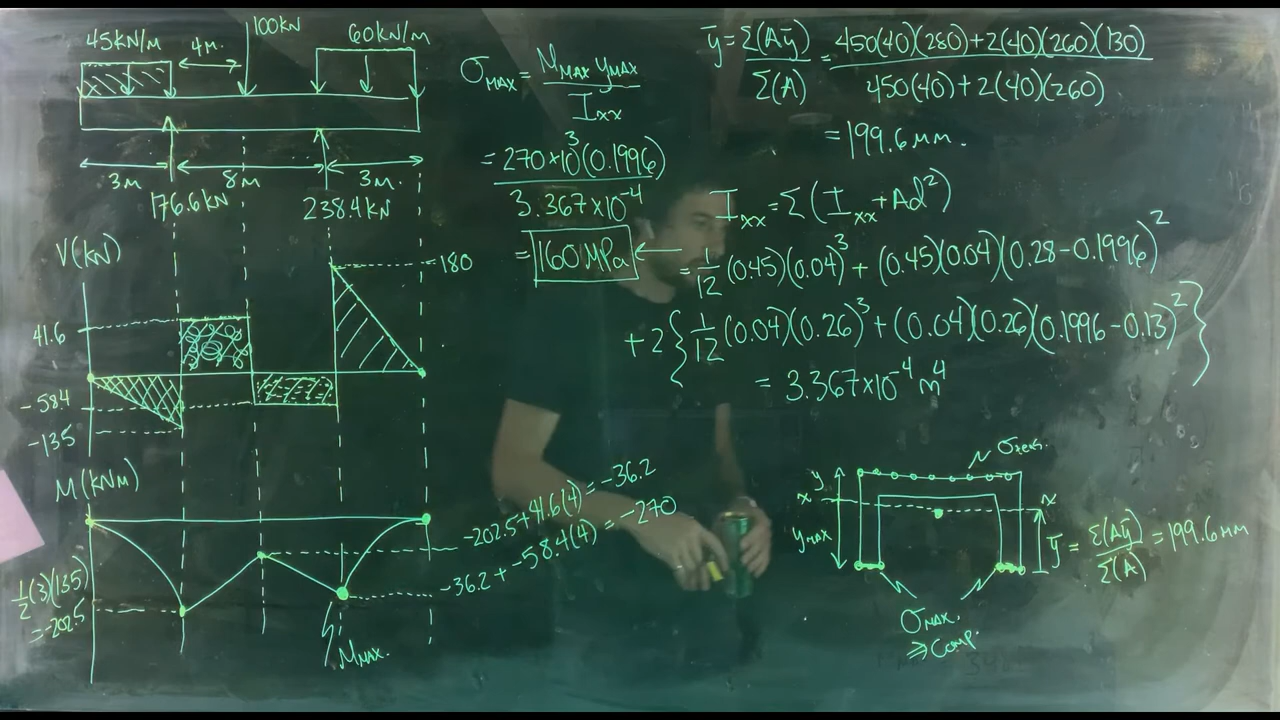 45kN/m
4m.
100kN
60kN/m
3m
8m
3m.
176.6kN
238.4kN
V(kN)
180
41.6
-58.4
-135
M(kNm)
½(3)(135)
=-202.5
-202.5+41.6(4)=-36.2
-36.2+-58.4(4)=-270
MMAX.
σMAX = MMAX yMAX / Ixx
= 270×10³(0.1996) / 3.367×10⁻⁴
= 160MPa
ȳ = Σ(Aȳ) / Σ(A) = 450(40)(280)+2(40)(260)(130) / 450(40)+2(40)(260)
= 199.6mm.
Ixx = Σ(Ixx+Ad²)
= 1/12 (0.45)(0.04)³ + (0.45)(0.04)(0.28-0.1996)²
+ 2{1/12 (0.04)(0.26)³ + (0.04)(0.26)(0.1996-0.13)²}
= 3.367×10⁻⁴ m⁴
y
x
x
yMAX
ȳ = Σ(Aȳ) / Σ(A) = 199.6mm
σMAX.
⇒ COMP.